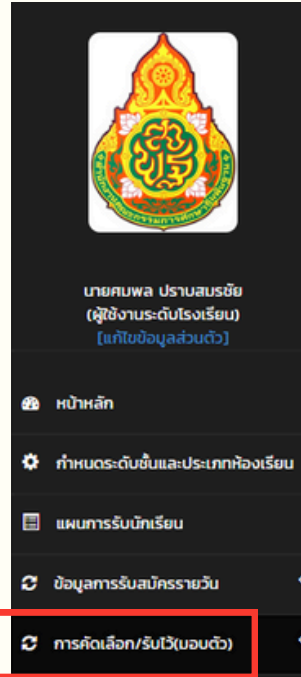 นายศมพล ปราบสมรชัย
(ผู้ใช้งานระดับโรงเรียน)
[แก้ไขข้อมูลส่วนตัว]
หน้าหลัก
กำหนดระดับชั้นและประเภทห้องเรียน
แผนการรับนักเรียน
ข้อมูลการรับสมัครรายวัน
การคัดเลือก/รับไว้(มอบตัว)